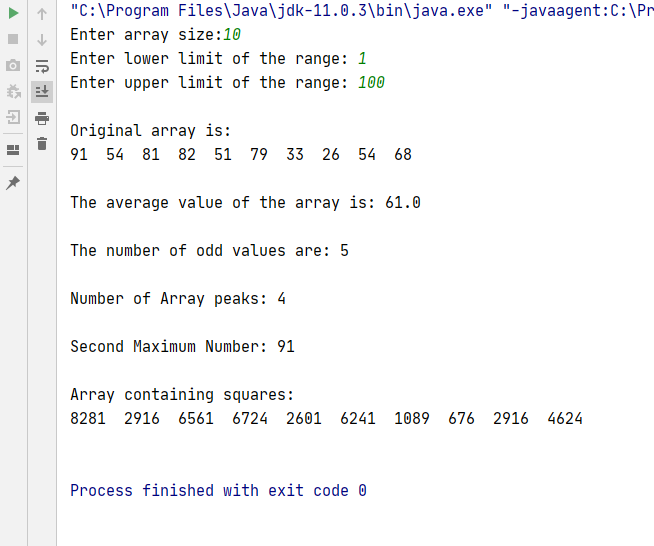 "C:\Program Files\Java\jdk-11.0.3\bin\java.exe" "-javaagent:C:\Pr
Enter array size:10
Enter lower limit of the range: 1
Enter upper limit of the range: 100
Original array is:
91  54  81  82  51  79  33  26  54  68
The average value of the array is: 61.0
The number of odd values are: 5
Number of Array peaks: 4
Second Maximum Number: 91
Array containing squares:
8281  2916  6561  6724  2601  6241  1089  676  2916  4624
Process finished with exit code 0